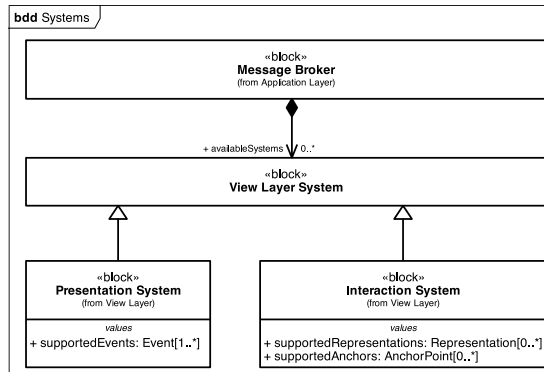 bdd Systems
«block»
Message Broker
(from Application Layer)
+ availableSystems 0..*
«block»
View Layer System
«block»
Presentation System
(from View Layer)
values
+ supportedEvents: Event[1..*]
«block»
Interaction System
(from View Layer)
values
+ supportedRepresentations: Representation[0..*]
+ supportedAnchors: AnchorPoint[0..*]